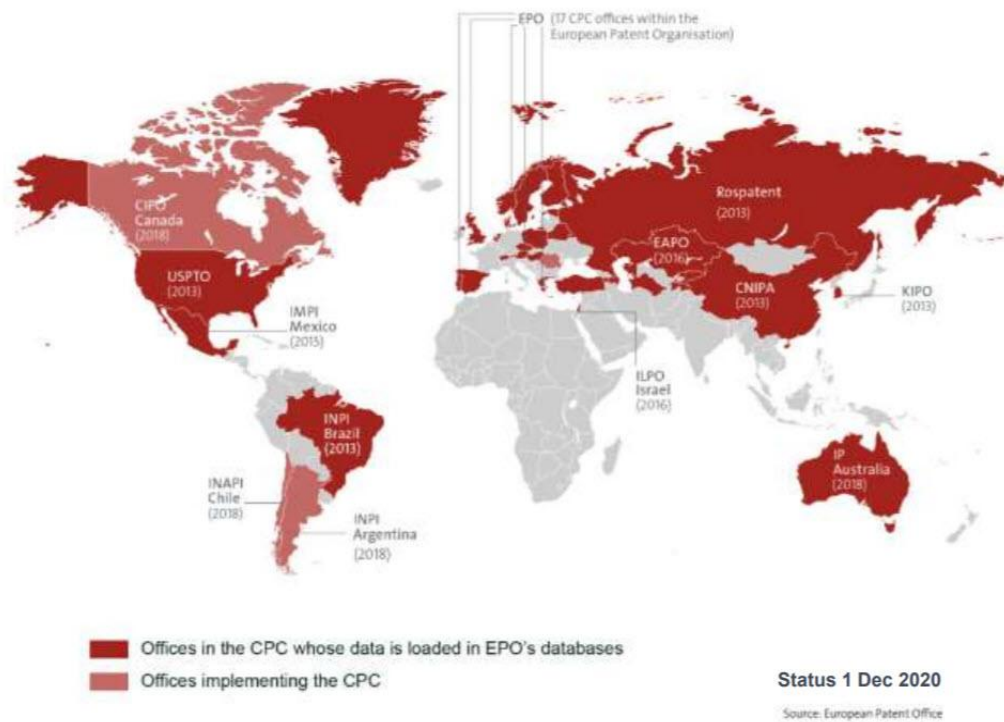 EPO (17 CPC offices within the
European Patent Organisation)
CIPO
Canada
(2018)
USPTO
(2013)
IMPI
Mexico
(2015)
INPI
Brazil
(2013)
INAPI
Chile
(2018)
INPI
Argentina
(2018)
Rospatent
(2013)
EAPO
(2016)
CNIPA
(2013)
KIPO
(2013)
ILPO
Israel
(2016)
IP
Australia
(2018)
Offices in the CPC whose data is loaded in EPO's databases
Offices implementing the CPC
Status 1 Dec 2020
Source: European Patent Office